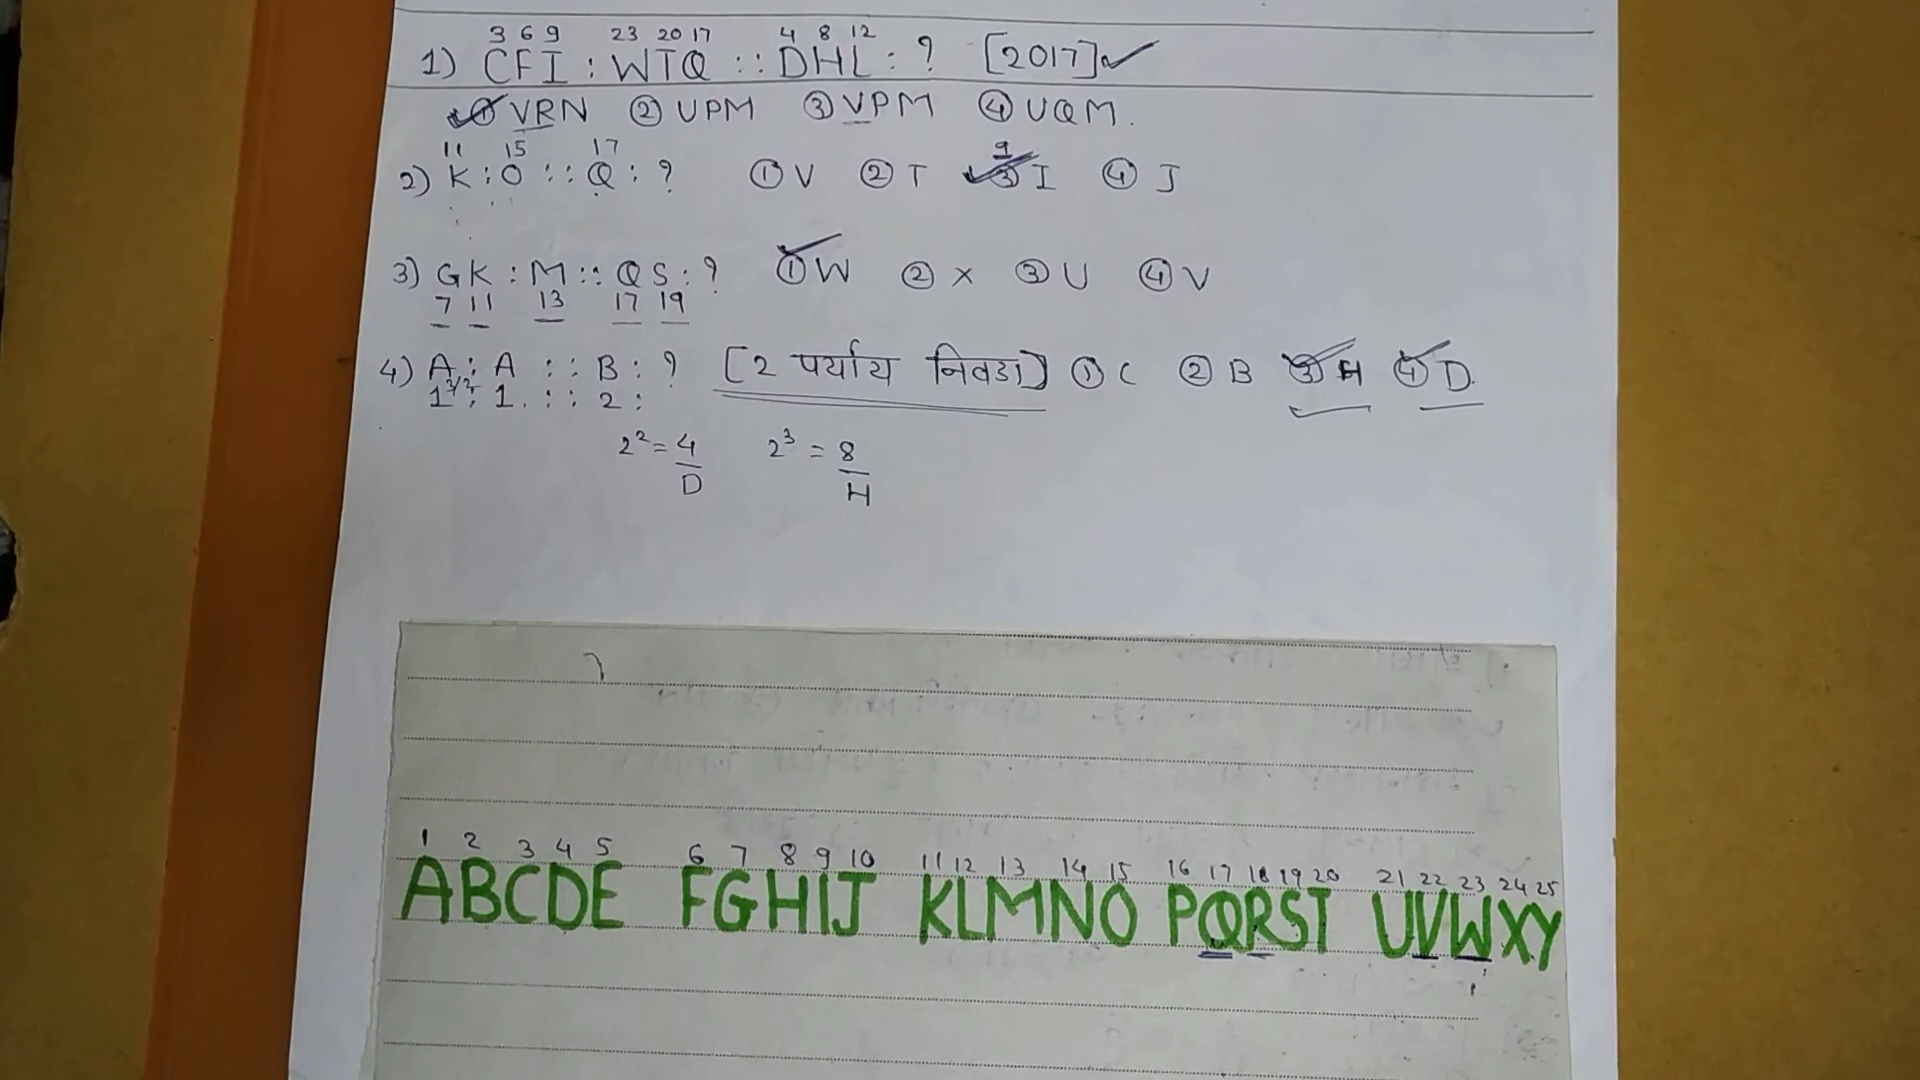 3 6 9 23 20 17 4 8 12
1) CFI : WTQ :: DHL : ? [2017] ✓
① VRN ② UPM ③ VPM ④ UQM.
11 15 17 9
2) K : O :: Q : ? ① V ② T ③ I ④ J
3) GK : M :: QS : ? ① W ② X ③ U ④ V
7 11 13 17 19
4) A : A :: B : ? [2 पर्याय निवडा] ① C ② B ③ H ④ D.
1 2/3 : 1. :: 2 :
2² = 4 2³ = 8
D H
1 2 3 4 5 6 7 8 9 10 11 12 13 14 15 16 17 18 19 20 21 22 23 24 25
ABCDE FGHIJ KLMNO PQRST UVWXY